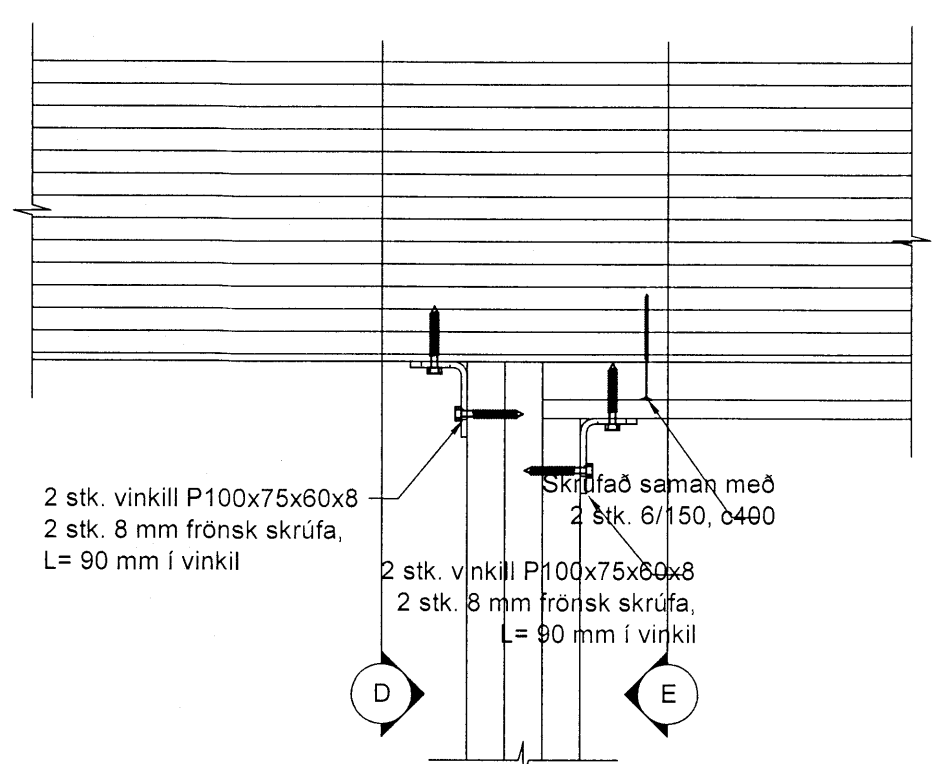 2 stk. vinkill P100x75x60x8
2 stk. 8 mm frönsk skrúfa,
L= 90 mm í vinkil
Skrúfað saman með
2 stk. 6/150, c400
2 stk. vinkill P100x75x60x8
2 stk. 8 mm frönsk skrúfa,
L= 90 mm í vinkil
D
E